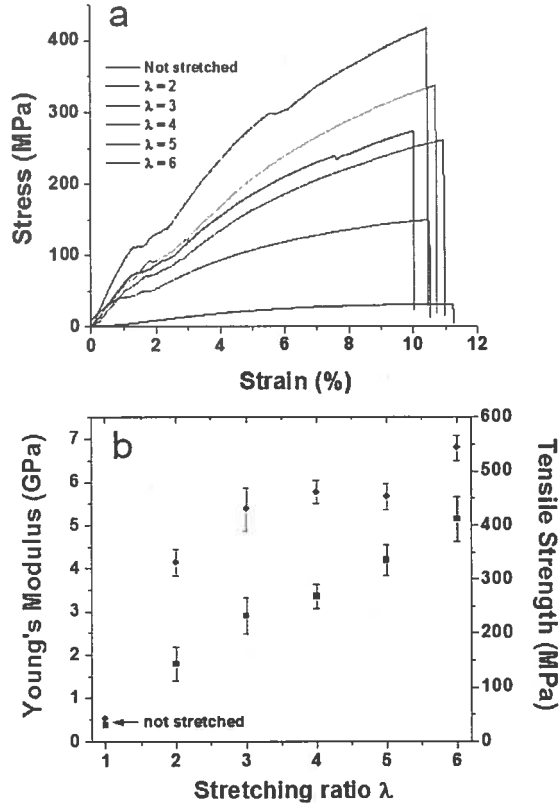 a
400
300
200
100
0
Stress (MPa)
Not stretched
λ = 2
λ = 3
λ = 4
λ = 5
λ = 6
0 2 4 6 8 10 12
Strain (%)
b
7
6
5
4
3
2
1
0
Young's Modulus (GPa)
600
500
400
300
200
100
0
Tensile Strength (MPa)
not stretched
1 2 3 4 5 6
Stretching ratio λ